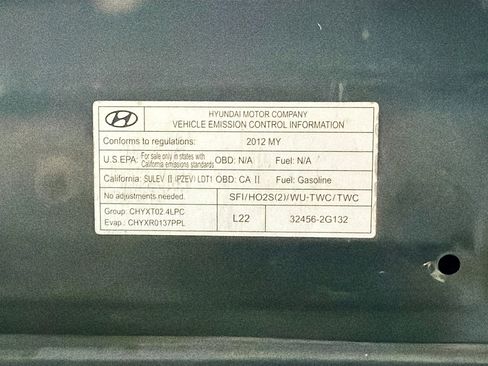 HYUNDAI MOTOR COMPANY
VEHICLE EMISSION CONTROL INFORMATION
Conforms to regulations: 2012 MY
U.S.EPA: For sale only in states with California emissions standards OBD: N/A Fuel: N/A
California: SULEV II (PZEV) LDT1 OBD: CA II Fuel: Gasoline
No adjustments needed. SFI/HO2S(2)/WU-TWC/TWC
Group: CHYXT02.4LPC
Evap: CHYXR0137PPL
L22 32456-2G132